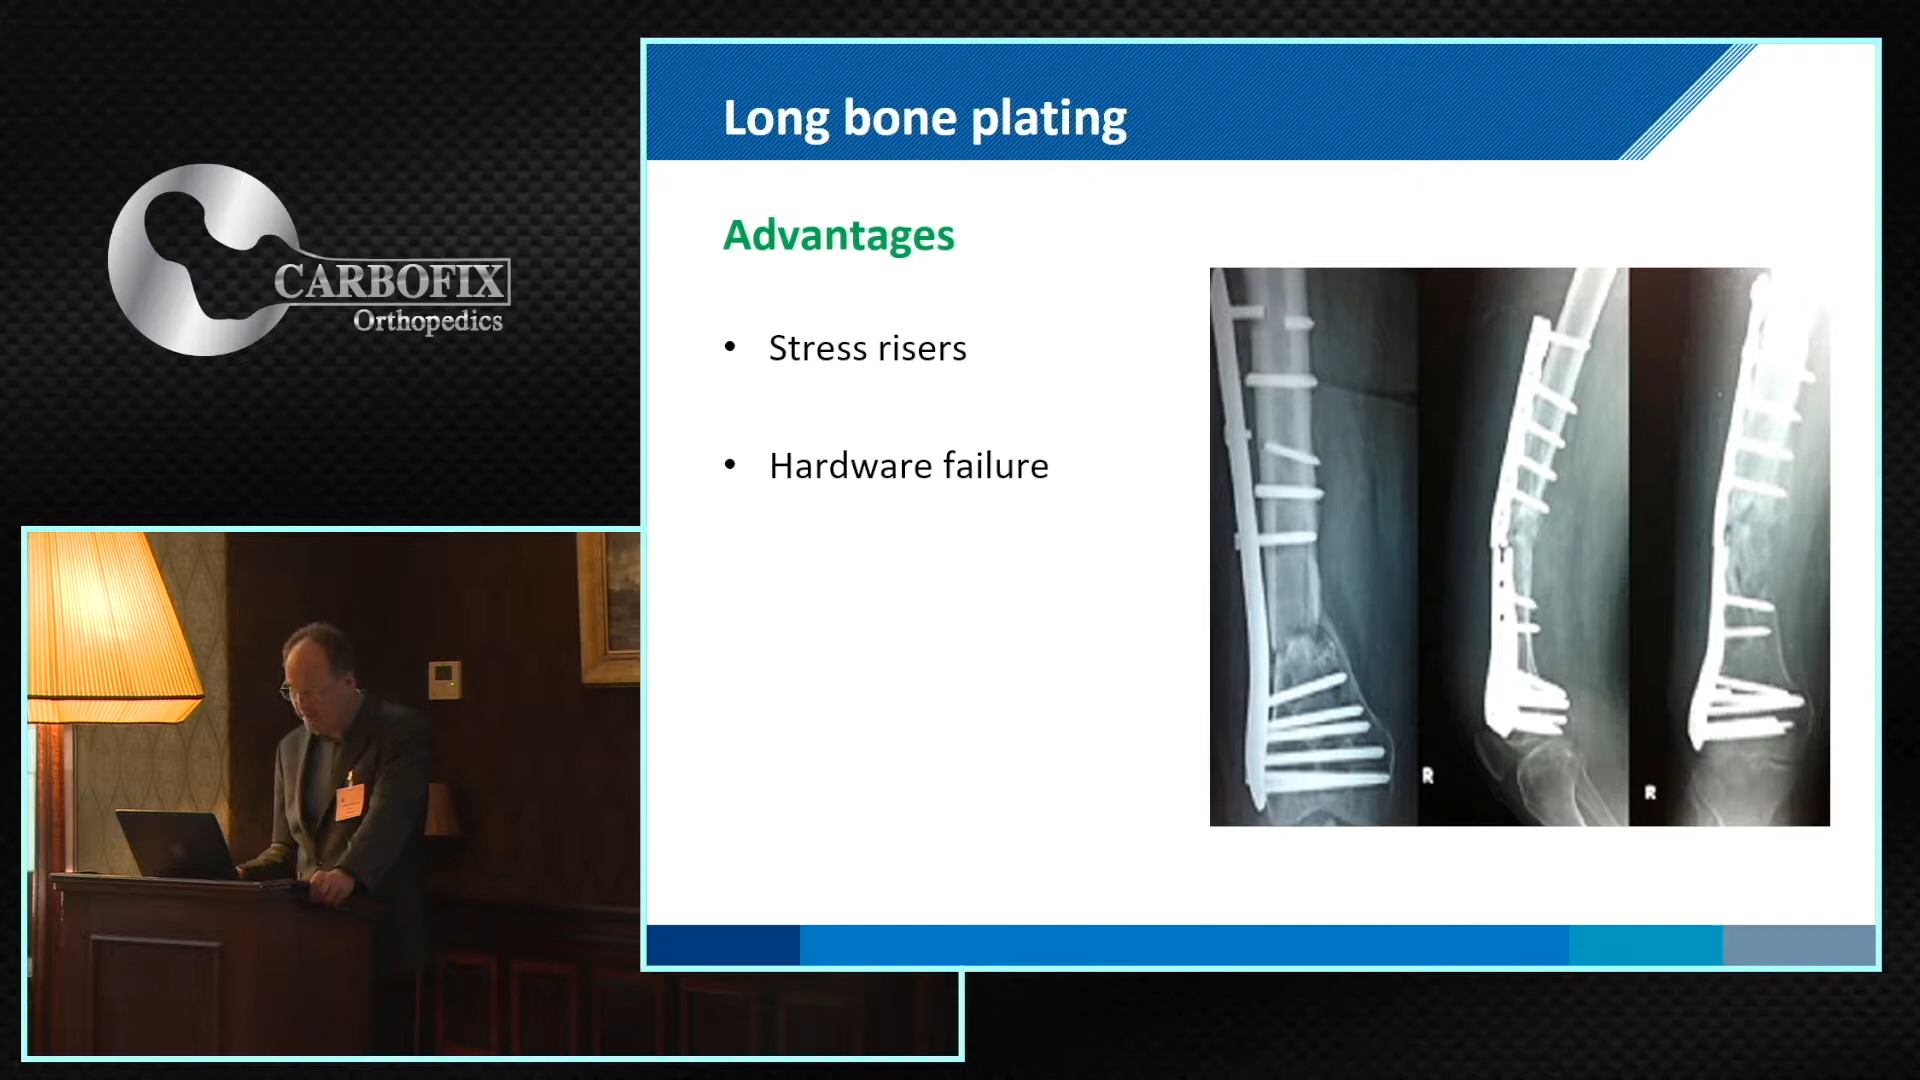 CARBOFIX
Orthopedics
Long bone plating
Advantages
• Stress risers
• Hardware failure
R
R